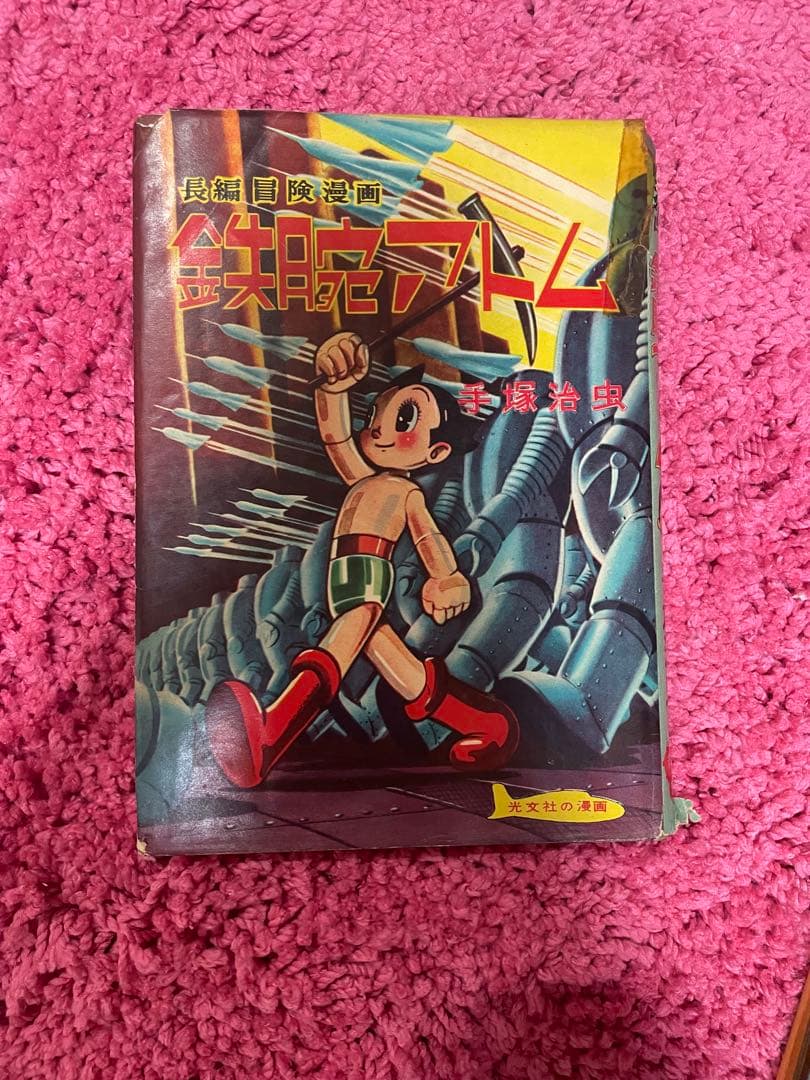 長編冒険漫画
鉄腕アトム
手塚治虫
光文社の漫画